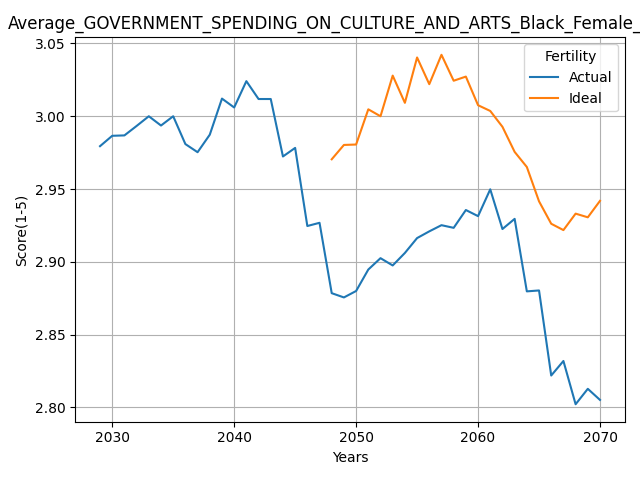 Average_GOVERNMENT_SPENDING_ON_CULTURE_AND_ARTS_Black_Female_
3.05
3.00
2.95
2.90
2.85
2.80
Score(1-5)
Fertility
Actual
Ideal
2030 2040 2050 2060 2070
Years